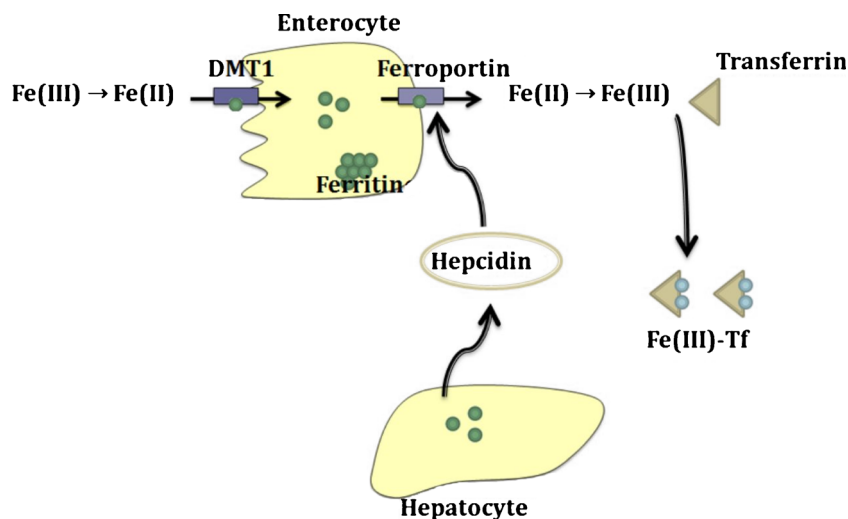 Enterocyte
DMT1
Ferroportin
Transferrin
Fe(III) → Fe(II)
Fe(II) → Fe(III)
Ferritin
Hepcidin
Fe(III)-Tf
Hepatocyte